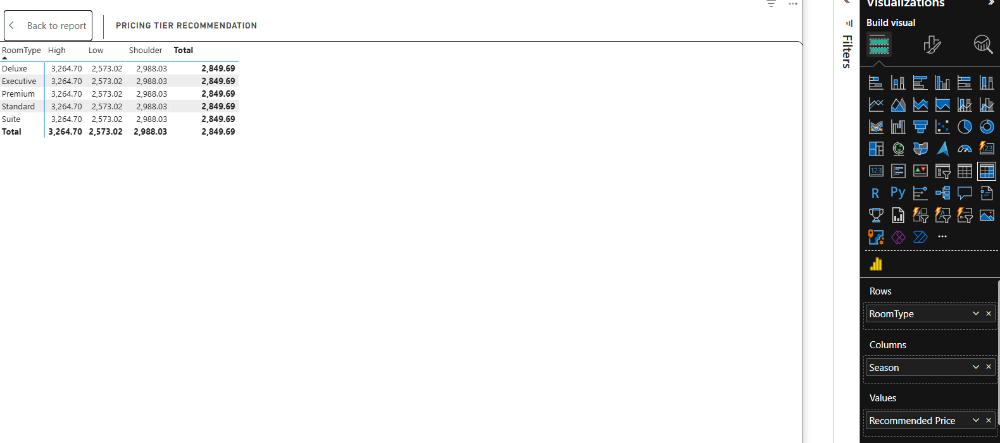 Visualizations
Back to report
PRICING TIER RECOMMENDATION
Build visual
Filters
RoomType High Low Shoulder Total
Deluxe 3,264.70 2,573.02 2,988.03 2,849.69
Executive 3,264.70 2,573.02 2,988.03 2,849.69
Premium 3,264.70 2,573.02 2,988.03 2,849.69
Standard 3,264.70 2,573.02 2,988.03 2,849.69
Suite 3,264.70 2,573.02 2,988.03 2,849.69
Total 3,264.70 2,573.02 2,988.03 2,849.69
123
123
R Py
Rows
RoomType
Columns
Season
Values
Recommended Price